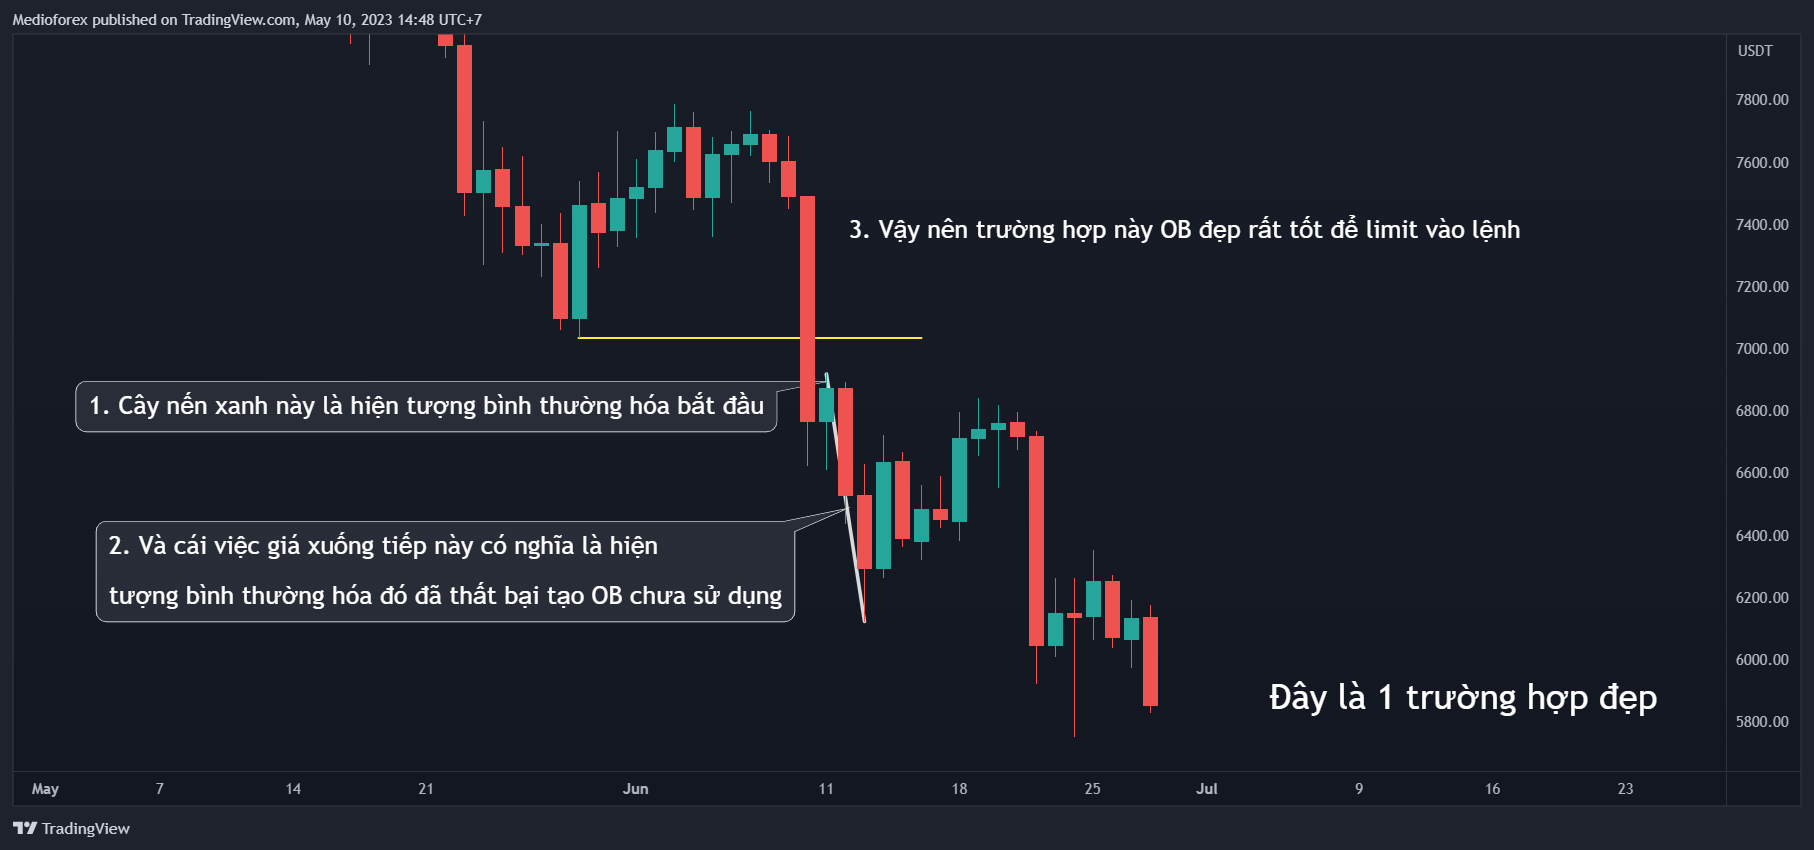 Medioforex published on TradingView.com, May 10, 2023 14:48 UTC+7
USDT
7800.00
7600.00
3. Vậy nên trường hợp này OB đẹp rất tốt để limit vào lệnh
7400.00
7200.00
7000.00
1. Cây nến xanh này là hiện tượng bình thường hóa bắt đầu
6800.00
6600.00
2. Và cái việc giá xuống tiếp này có nghĩa là hiện
tượng bình thường hóa đó đã thất bại tạo OB chưa sử dụng
6400.00
6200.00
6000.00
Đây là 1 trường hợp đẹp
5800.00
May 7 14 21 Jun 11 18 25 Jul 9 16 23
TradingView